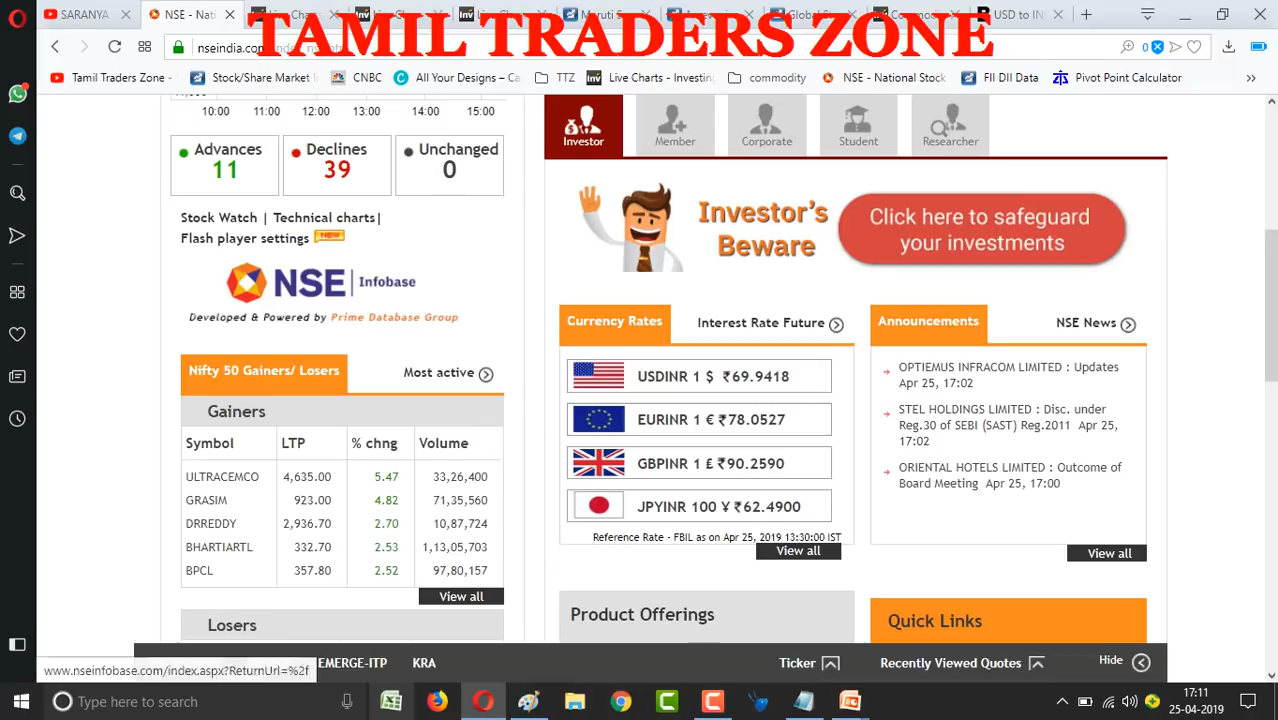 SARANYA
NSE - Nati
USD to IN
TAMIL TRADERS ZONE
nseindia.com
0
Tamil Traders Zone -
Stock/Share Market I
CNBC
All Your Designs – Ca
TTZ
Live Charts - Investing
commodity
NSE - National Stock
FII DII Data
Pivot Point Calculator
10:00 11:00 12:00 13:00 14:00 15:00
Advances
11
Declines
39
Unchanged
0
Stock Watch | Technical charts|
Flash player settings NEW
NSE Infobase
Developed & Powered by Prime Database Group
Nifty 50 Gainers/ Losers
Most active
Gainers
Symbol LTP % chng Volume
ULTRACEMCO 4,635.00 5.47 33,26,400
GRASIM 923.00 4.82 71,35,560
DRREDDY 2,936.70 2.70 10,87,724
BHARTIARTL 332.70 2.53 1,13,05,703
BPCL 357.80 2.52 97,80,157
View all
Losers
Investor
Member
Corporate
Student
Researcher
Investor's
Beware
Click here to safeguard
your investments
Currency Rates
Interest Rate Future
USDINR 1 $ ₹69.9418
EURINR 1 € ₹78.0527
GBPINR 1 £ ₹90.2590
JPYINR 100 ¥ ₹62.4900
Reference Rate - FBIL as on Apr 25, 2019 13:30:00 IST
View all
Announcements
NSE News
OPTIEMUS INFRACOM LIMITED : Updates
Apr 25, 17:02
STEL HOLDINGS LIMITED : Disc. under
Reg.30 of SEBI (SAST) Reg.2011 Apr 25,
17:02
ORIENTAL HOTELS LIMITED : Outcome of
Board Meeting Apr 25, 17:00
View all
Product Offerings
Quick Links
EMERGE-ITP
KRA
Ticker
Recently Viewed Quotes
Hide
www.nseinfobase.com/index.aspx?ReturnUrl=%2f
Type here to search
17:11
25-04-2019